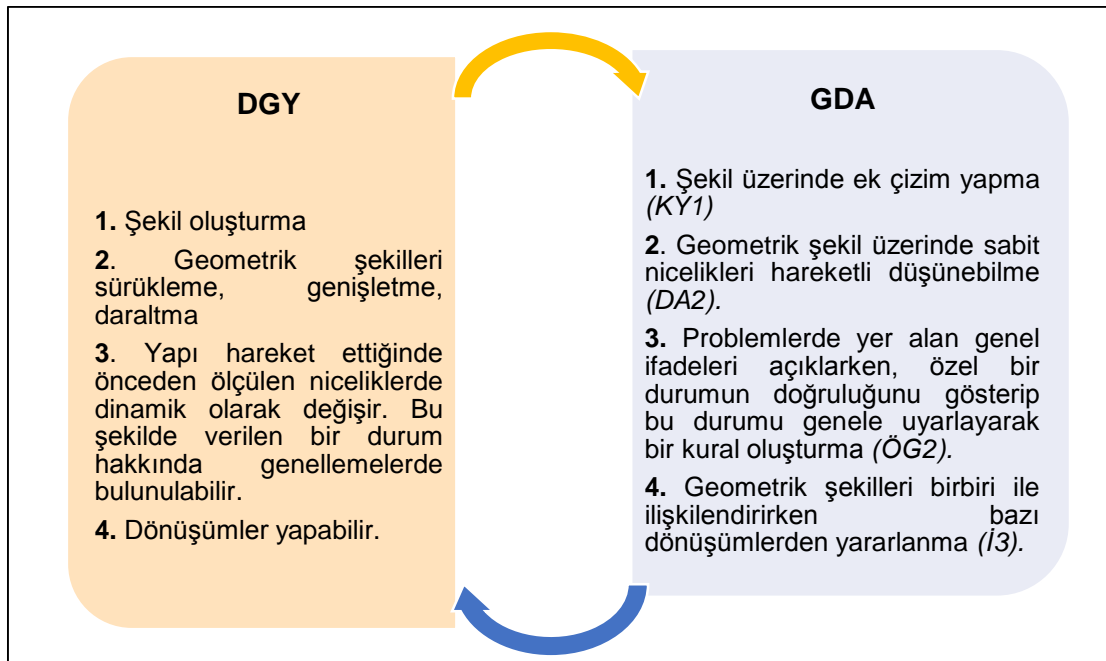 DGY
1. Şekil oluşturma
2. Geometrik şekilleri
sürükleme, genişletme,
daraltma
3. Yapı hareket ettiğinde
önceden ölçülen niceliklerde
dinamik olarak değişir. Bu
şekilde verilen bir durum
hakkında genellemelerde
bulunulabilir.
4. Dönüşümler yapabilir.
GDA
1. Şekil üzerinde ek çizim yapma
(KY1)
2. Geometrik şekil üzerinde sabit
nicelikleri hareketli düşünebilme
(DA2).
3. Problemlerde yer alan genel
ifadeleri açıklarken, özel bir
durumun doğruluğunu gösterip
bu durumu genele uyarlayarak
bir kural oluşturma (ÖG2).
4. Geometrik şekilleri birbiri ile
ilişkilendirirken bazı
dönüşümlerden yararlanma (İ3).